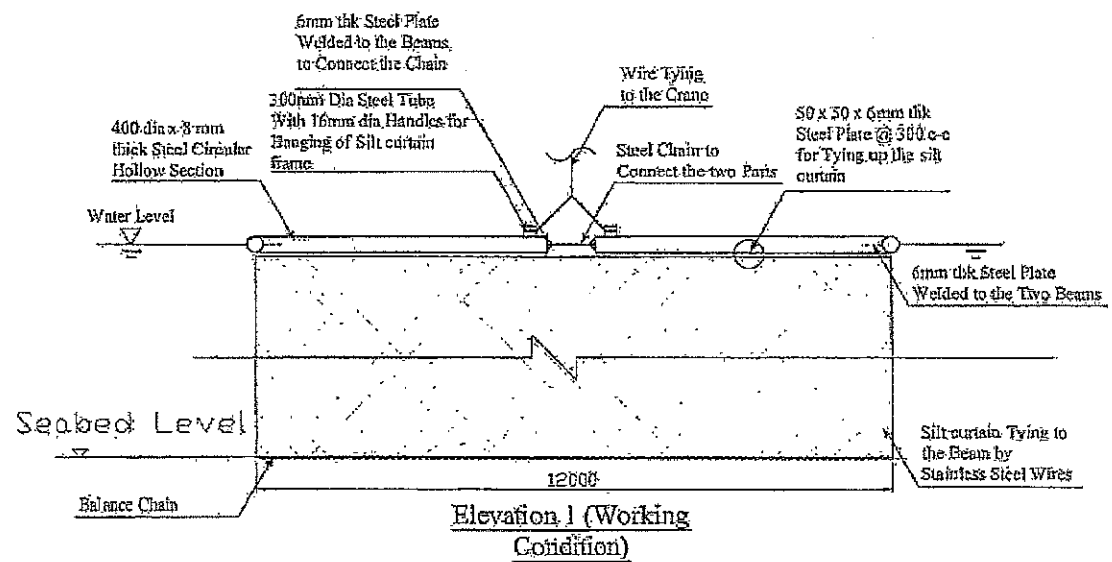 6mm thk Steel Plate
Welded to the Beams
to Connect the Chain
300mm Dia Steel Tube
With 16mm dia Handles for
Hanging of Silt curtain
frame
400 dia x 8 mm
thick Steel Circular
Hollow Section
Water Level
Wire Tying
to the Crane
Steel Chain to
Connect the two Parts
50 x 50 x 6mm thk
Steel Plate @ 300 c-c
for Tying up the silt
curtain
6mm thk Steel Plate
Welded to the Two Beams
Seabed Level
Silt curtain Tying to
the Beam by
Stainless Steel Wires
12000
Balance Chain
Elevation 1 (Working
Condition)